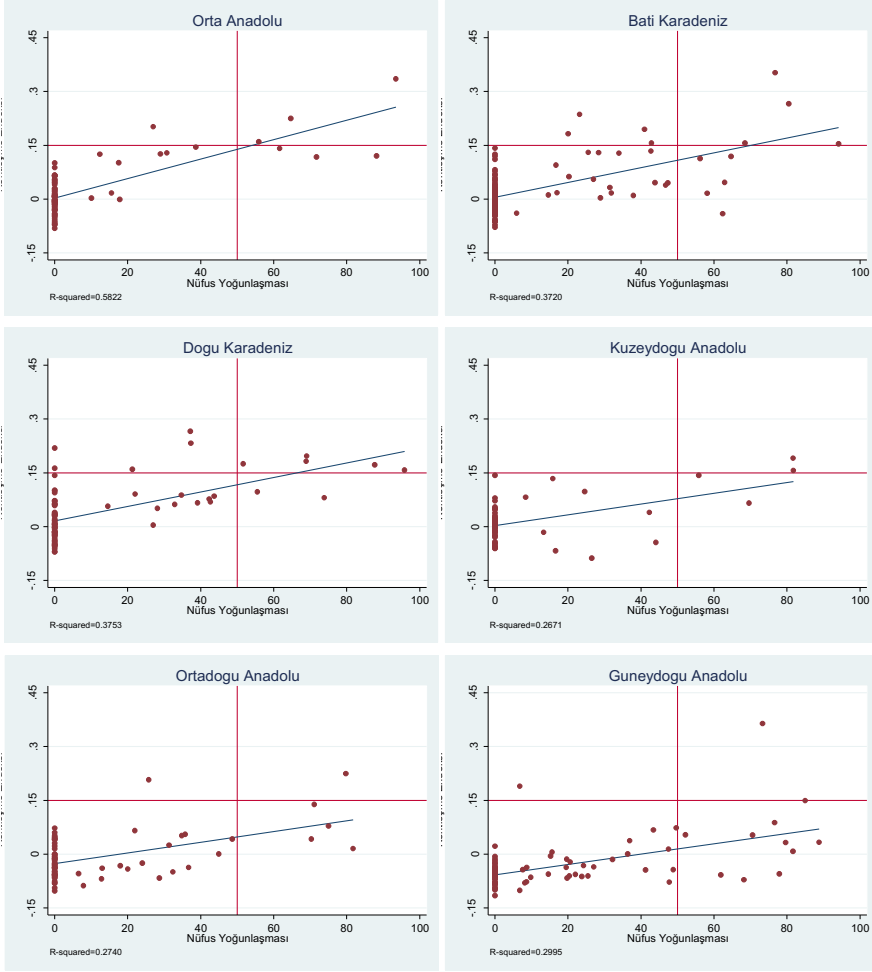 Orta Anadolu
.45
.3
.15
0
-.15
0 20 40 60 80 100
Nüfus Yoğunlaşması
R-squared=0.5822
Bati Karadeniz
.45
.3
.15
0
-.15
0 20 40 60 80 100
Nüfus Yoğunlaşması
R-squared=0.3720
Dogu Karadeniz
.45
.3
.15
0
-.15
0 20 40 60 80 100
Nüfus Yoğunlaşması
R-squared=0.3753
Kuzeydogu Anadolu
.45
.3
.15
0
-.15
0 20 40 60 80 100
Nüfus Yoğunlaşması
R-squared=0.2671
Ortadogu Anadolu
.45
.3
.15
0
-.15
0 20 40 60 80 100
Nüfus Yoğunlaşması
R-squared=0.2740
Guneydogu Anadolu
.45
.3
.15
0
-.15
0 20 40 60 80 100
Nüfus Yoğunlaşması
R-squared=0.2995